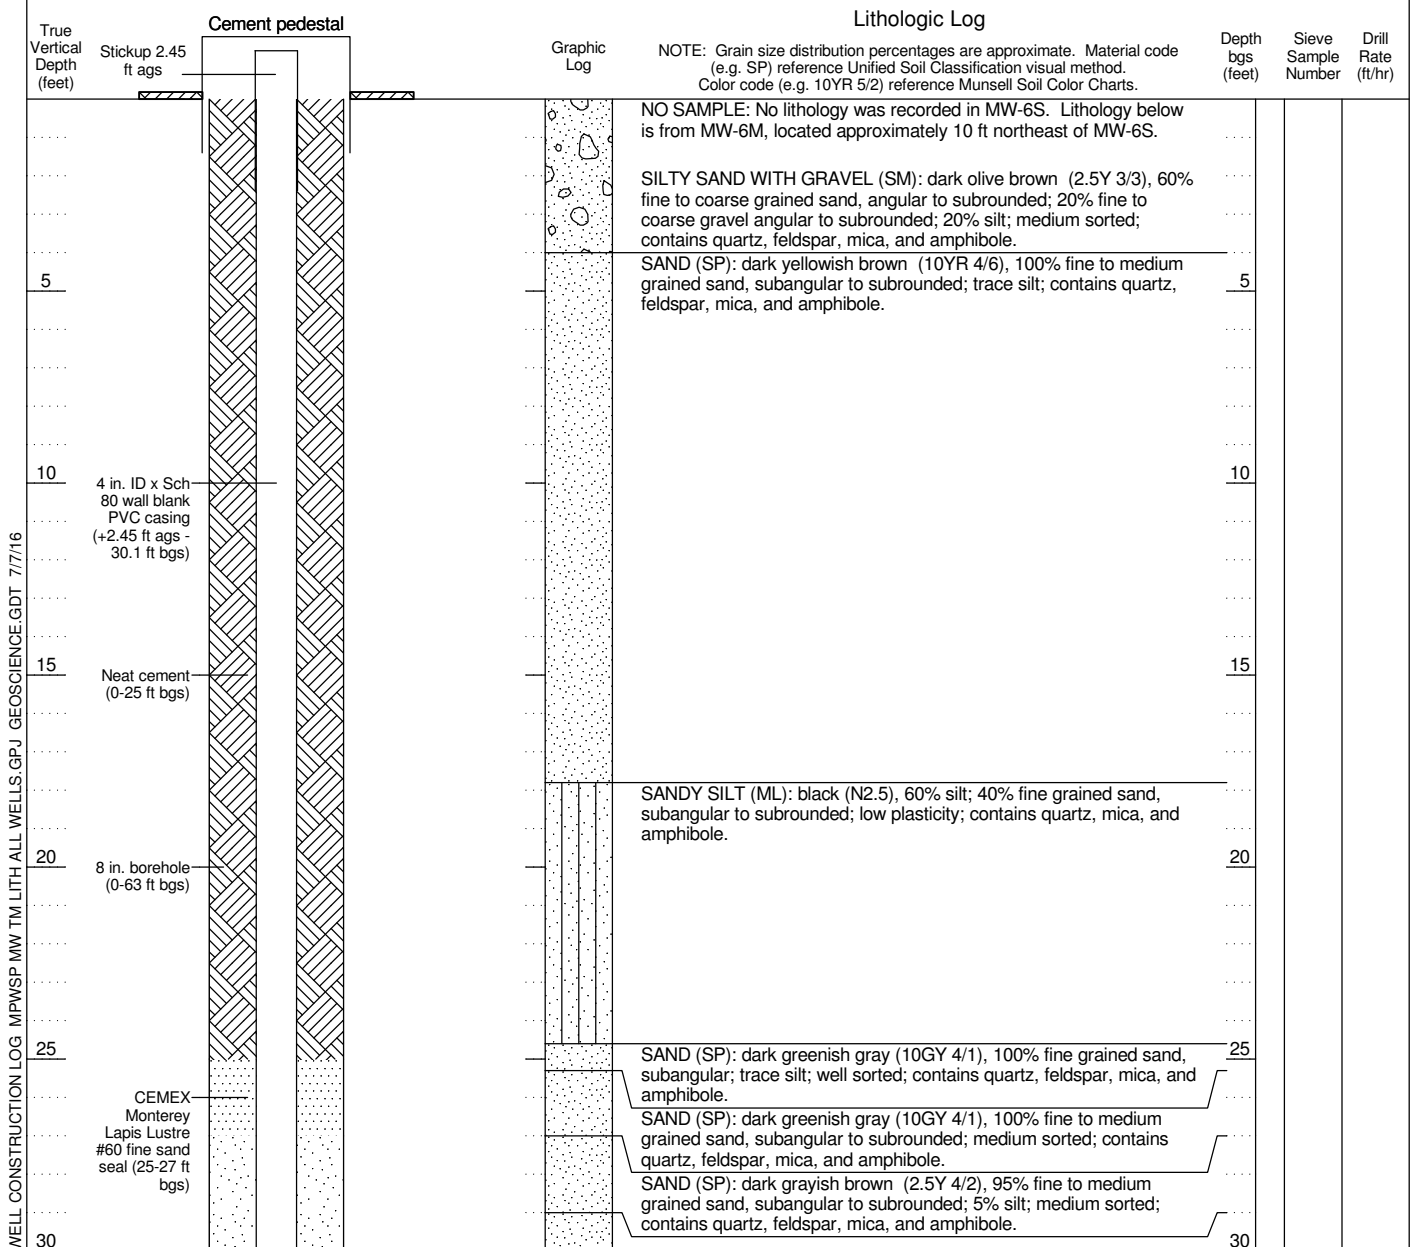 True
Vertical
Depth
(feet)
Cement pedestal
Stickup 2.45
ft ags
Graphic
Log
Lithologic Log
NOTE: Grain size distribution percentages are approximate. Material code
(e.g. SP) reference Unified Soil Classification visual method.
Color code (e.g. 10YR 5/2) reference Munsell Soil Color Charts.
Depth
bgs
(feet)
Sieve
Sample
Number
Drill
Rate
(ft/hr)
NO SAMPLE: No lithology was recorded in MW-6S. Lithology below
is from MW-6M, located approximately 10 ft northeast of MW-6S.
SILTY SAND WITH GRAVEL (SM): dark olive brown (2.5Y 3/3), 60%
fine to coarse grained sand, angular to subrounded; 20% fine to
coarse gravel angular to subrounded; 20% silt; medium sorted;
contains quartz, feldspar, mica, and amphibole.
SAND (SP): dark yellowish brown (10YR 4/6), 100% fine to medium
grained sand, subangular to subrounded; trace silt; contains quartz,
feldspar, mica, and amphibole.
5
5
10
4 in. ID x Sch
80 wall blank
PVC casing
(+2.45 ft ags -
30.1 ft bgs)
10
15
Neat cement
(0-25 ft bgs)
15
SANDY SILT (ML): black (N2.5), 60% silt; 40% fine grained sand,
subangular to subrounded; low plasticity; contains quartz, mica, and
amphibole.
20
8 in. borehole
(0-63 ft bgs)
20
25
SAND (SP): dark greenish gray (10GY 4/1), 100% fine grained sand,
subangular; trace silt; well sorted; contains quartz, feldspar, mica, and
amphibole.
25
CEMEX
Monterey
Lapis Lustre
#60 fine sand
seal (25-27 ft
bgs)
SAND (SP): dark greenish gray (10GY 4/1), 100% fine to medium
grained sand, subangular to subrounded; medium sorted; contains
quartz, feldspar, mica, and amphibole.
SAND (SP): dark grayish brown (2.5Y 4/2), 95% fine to medium
grained sand, subangular to subrounded; 5% silt; medium sorted;
contains quartz, feldspar, mica, and amphibole.
30
30
WELL CONSTRUCTION LOG MPWSP MW TM LITH ALL WELLS.GPJ GEOSCIENCE.GDT 7/7/16